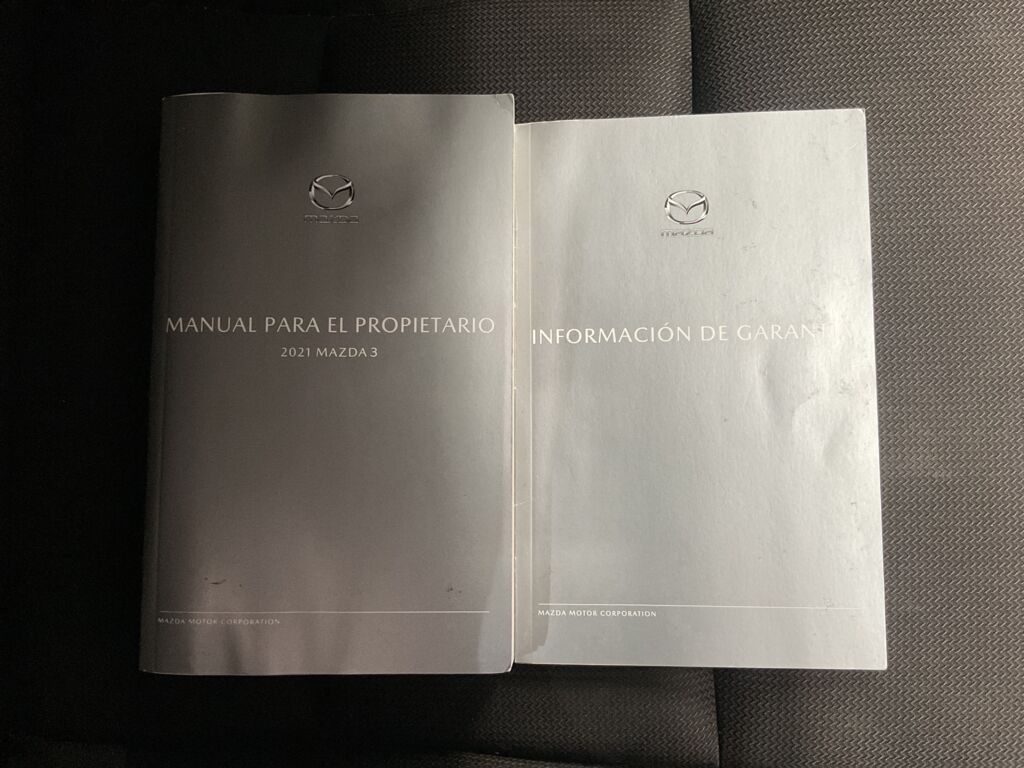 mazda
MANUAL PARA EL PROPIETARIO
2021 MAZDA 3
MAZDA MOTOR CORPORATION
mazda
INFORMACIÓN DE
MAZDA MOTOR CORPORATION